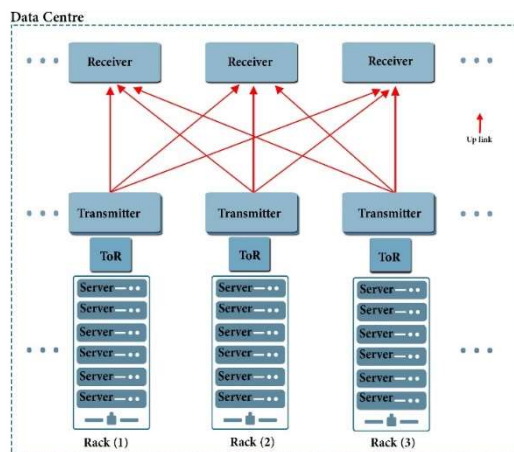 Data Centre
Receiver Receiver Receiver
Up link
Transmitter Transmitter Transmitter
ToR ToR ToR
Server Server Server
Server Server Server
Server Server Server
Server Server Server
Server Server Server
Server Server Server
Rack (1) Rack (2) Rack (3)